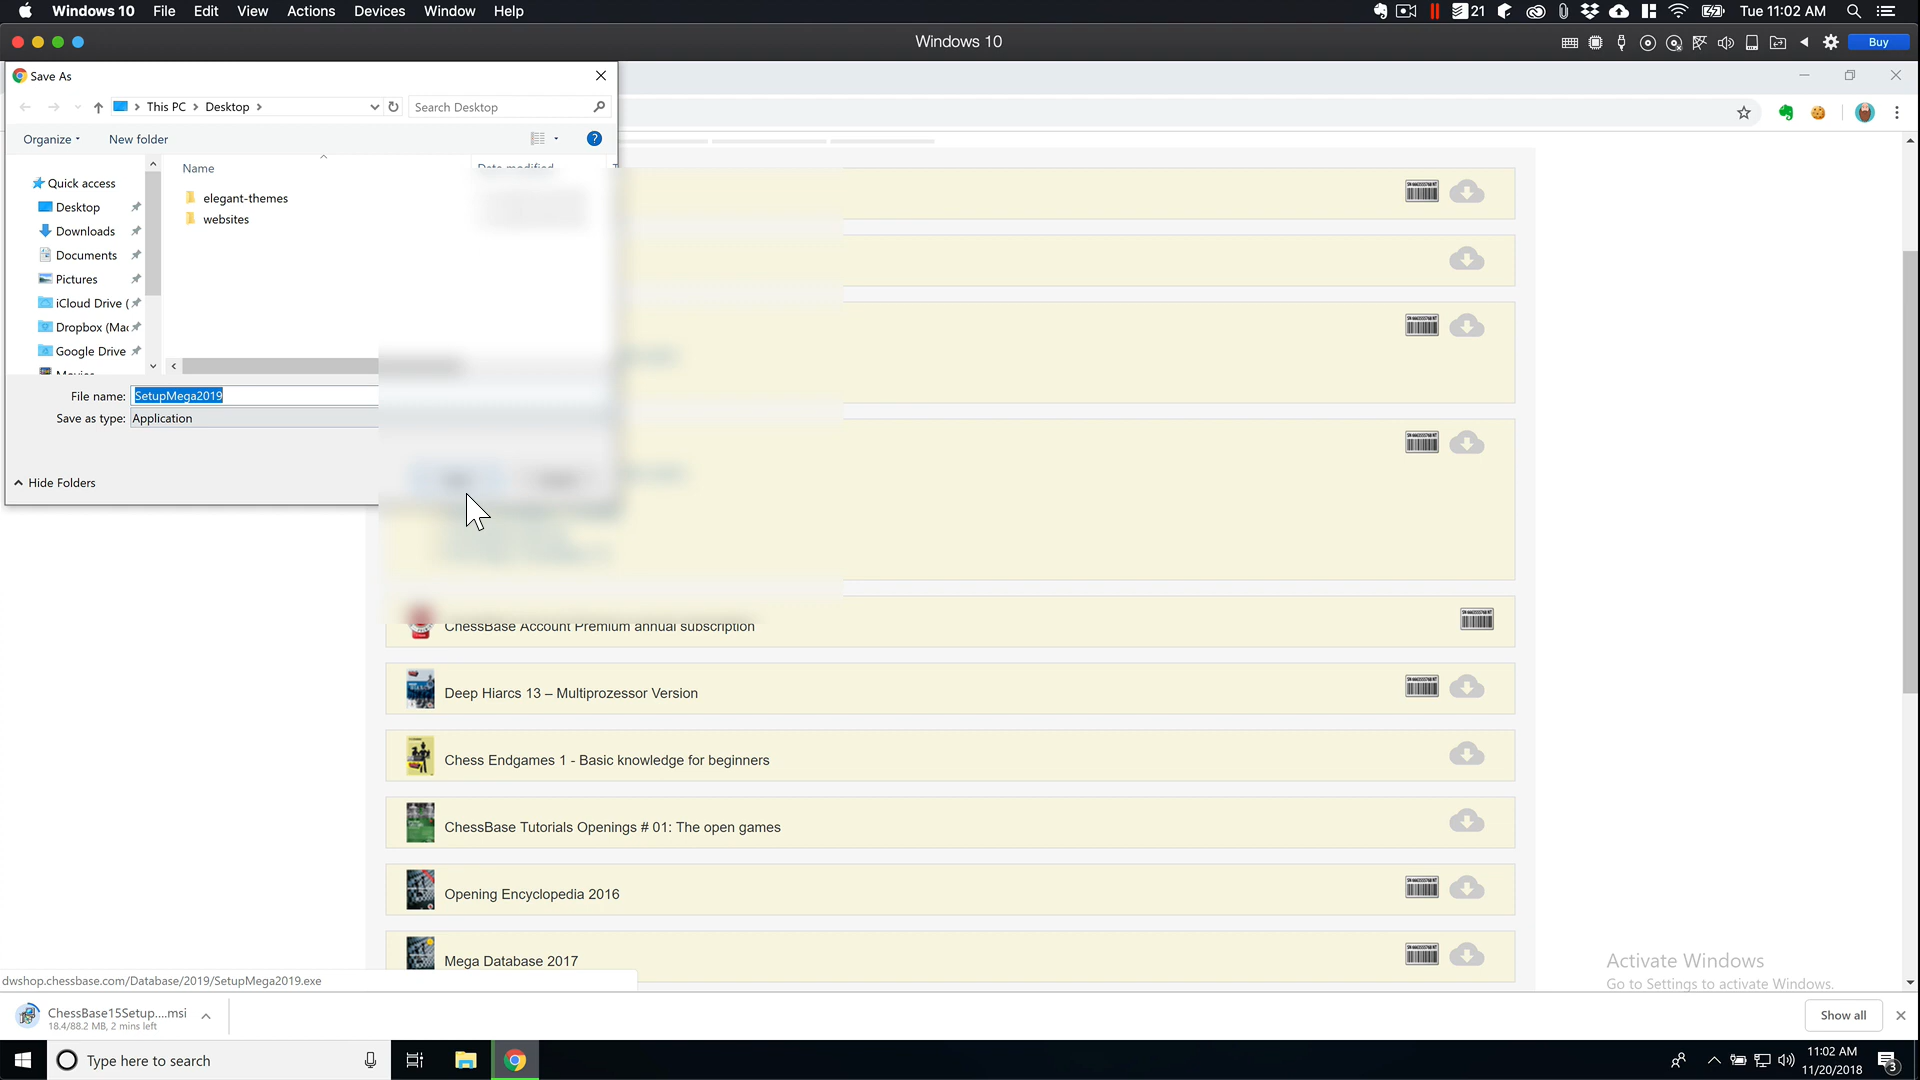 Windows 10 File Edit View Actions Devices Window Help 21 Tue 11:02 AM
Windows 10 Buy
Save As
This PC Desktop Search Desktop
Organize New folder
Name
Quick access
elegant-themes
Desktop
websites
Downloads
Documents
Pictures
iCloud Drive (
Dropbox (Mac
Google Drive
File name: SetupMega2019
Save as type: Application
Hide Folders
ChessBase Account Premium annual subscription
Deep Hiarcs 13 – Multiprozessor Version
Chess Endgames 1 - Basic knowledge for beginners
ChessBase Tutorials Openings # 01: The open games
Opening Encyclopedia 2016
Mega Database 2017
Activate Windows
Go to Settings to activate Windows.
dwshop.chessbase.com/Database/2019/SetupMega2019.exe
ChessBase15Setup....msi
18.4/88.2 MB, 2 mins left
Show all
Type here to search
11:02 AM
11/20/2018
3